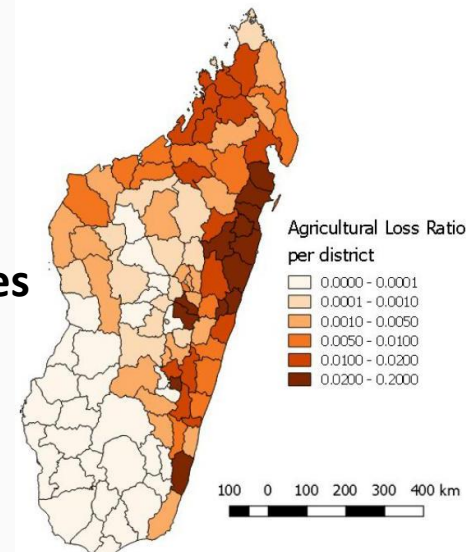 es
Agricultural Loss Ratio
per district
0.0000 - 0.0001
0.0001 - 0.0010
0.0010 - 0.0050
0.0050 - 0.0100
0.0100 - 0.0200
0.0200 - 0.2000
100 0 100 200 300 400 km